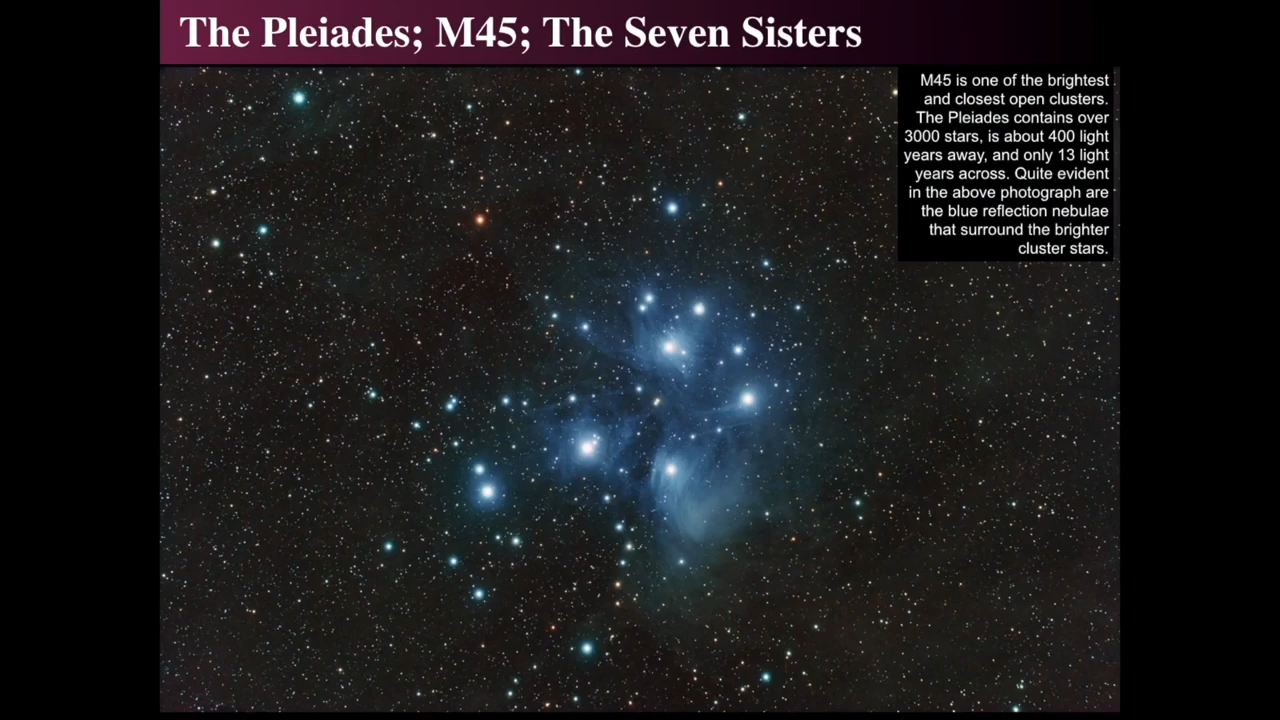 The Pleiades; M45; The Seven Sisters
M45 is one of the brightest
and closest open clusters.
The Pleiades contains over
3000 stars, is about 400 light
years away, and only 13 light
years across. Quite evident
in the above photograph are
the blue reflection nebulae
that surround the brighter
cluster stars.